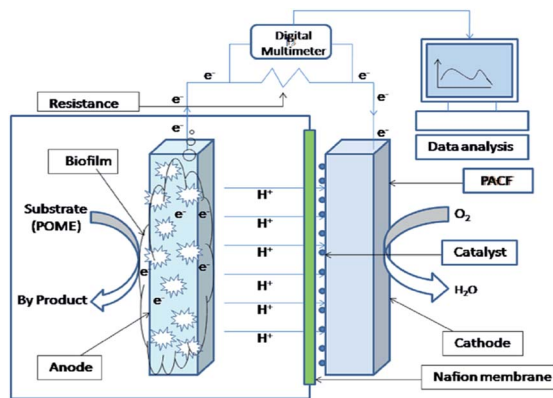 Digital
Multimeter
e⁻
e⁻
e⁻
e⁻
e⁻
e⁻
Resistance
Data analysis
Biofilm
PACF
Substrate
(POME)
H⁺
H⁺
H⁺
H⁺
H⁺
H⁺
e⁻
e⁻
e⁻
e⁻
e⁻
O₂
Catalyst
By Product
H₂O
Anode
Cathode
Nafion membrane